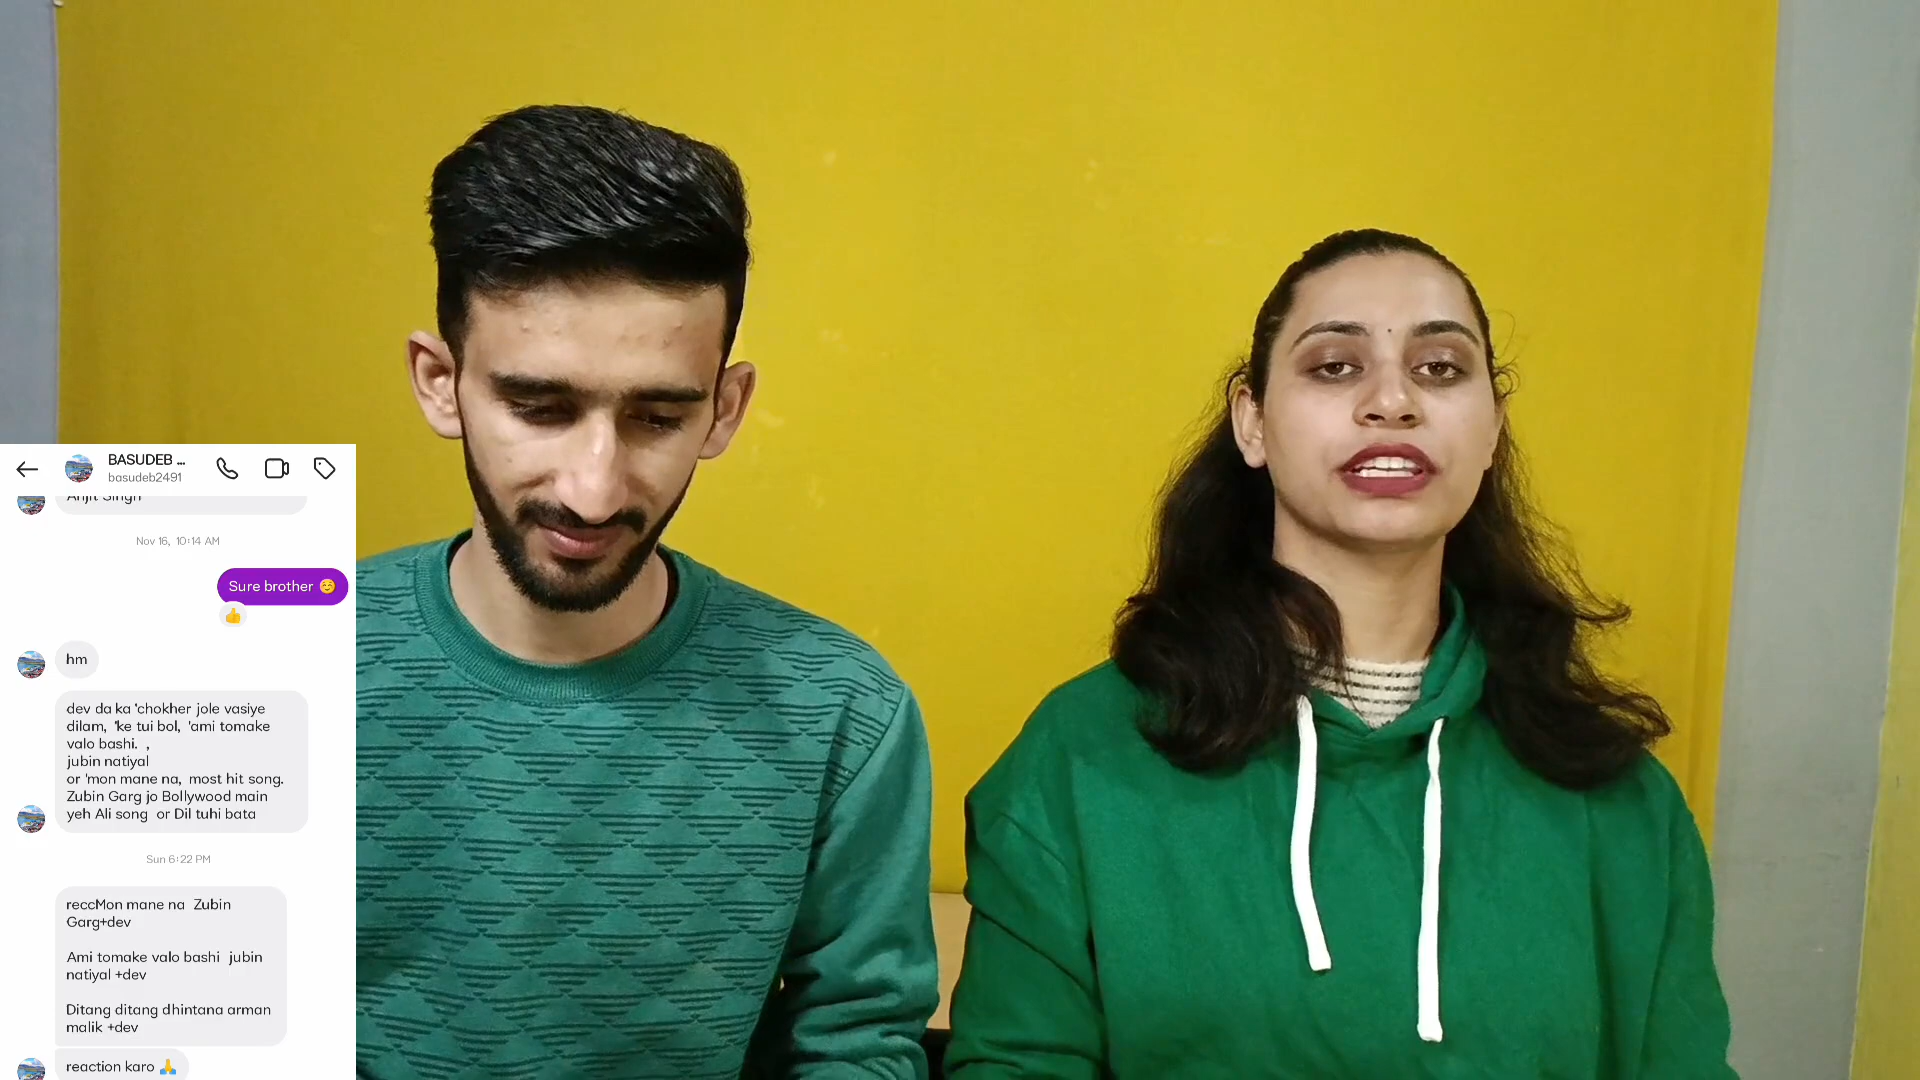 BASUDEB ...
basudeb2491
Arijit Singh
Nov 16, 10:14 AM
Sure brother ☺️
👍
hm
dev da ka 'chokher jole vasiye
dilam, 'ke tui bol, 'ami tomake
valo bashi. ,
jubin natiyal
or 'mon mane na, most hit song.
Zubin Garg jo Bollywood main
yeh Ali song or Dil tuhi bata
Sun 6:22 PM
reccMon mane na Zubin
Garg+dev
Ami tomake valo bashi jubin
natiyal +dev
Ditang ditang dhintana arman
malik +dev
reaction karo 🙏